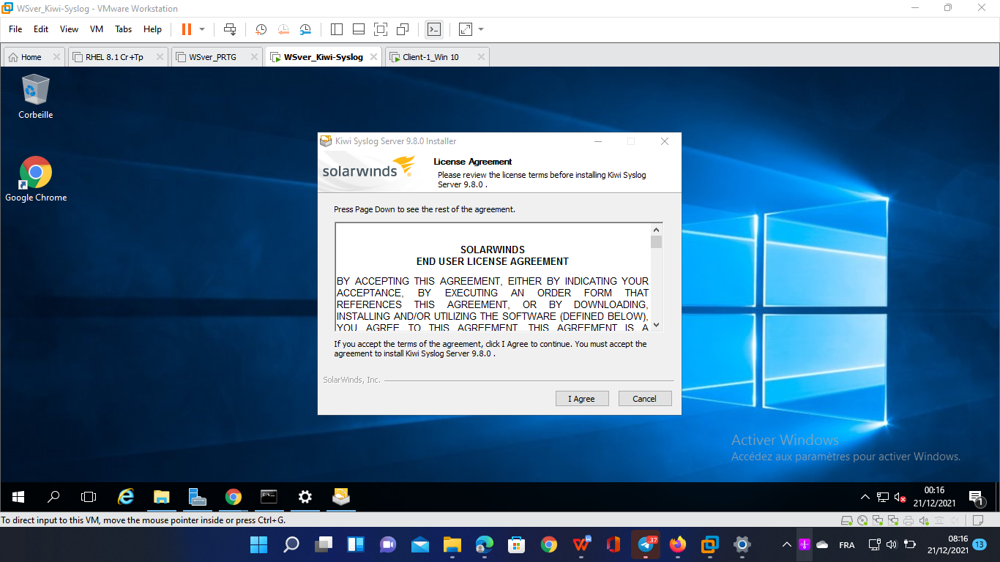 WSver_Kiwi-Syslog - VMware Workstation
File Edit View VM Tabs Help
Home RHEL 8.1 Cr+Tp WSver_PRTG WSver_Kiwi-Syslog Client-1_Win 10
Corbeille
Google Chrome
Kiwi Syslog Server 9.8.0 Installer
solarwinds
License Agreement
Please review the license terms before installing Kiwi Syslog
Server 9.8.0 .
Press Page Down to see the rest of the agreement.
SOLARWINDS
END USER LICENSE AGREEMENT
BY ACCEPTING THIS AGREEMENT, EITHER BY INDICATING YOUR
ACCEPTANCE, BY EXECUTING AN ORDER FORM THAT
REFERENCES THIS AGREEMENT, OR BY DOWNLOADING,
INSTALLING AND/OR UTILIZING THE SOFTWARE (DEFINED BELOW),
YOU AGREE TO THIS AGREEMENT. THIS AGREEMENT IS A
If you accept the terms of the agreement, click I Agree to continue. You must accept the
agreement to install Kiwi Syslog Server 9.8.0 .
SolarWinds, Inc.
I Agree Cancel
Activer Windows
Accédez aux paramètres pour activer Windows.
00:16
21/12/2021
1
To direct input to this VM, move the mouse pointer inside or press Ctrl+G.
37
FRA
08:16
21/12/2021
13